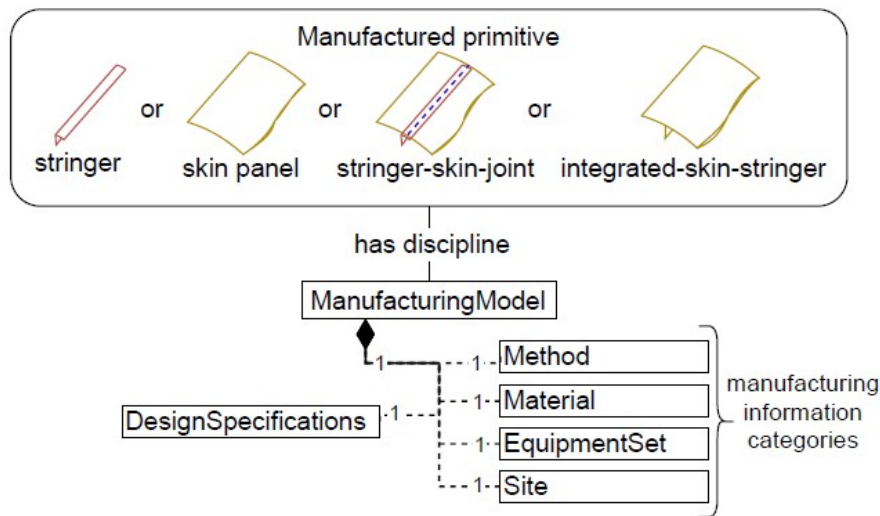 Manufactured primitive
or or or
stringer skin panel stringer-skin-joint integrated-skin-stringer
has discipline
ManufacturingModel
1 1 Method
1 DesignSpecifications
1 Material
1 EquipmentSet
1 Site
manufacturing
information
categories